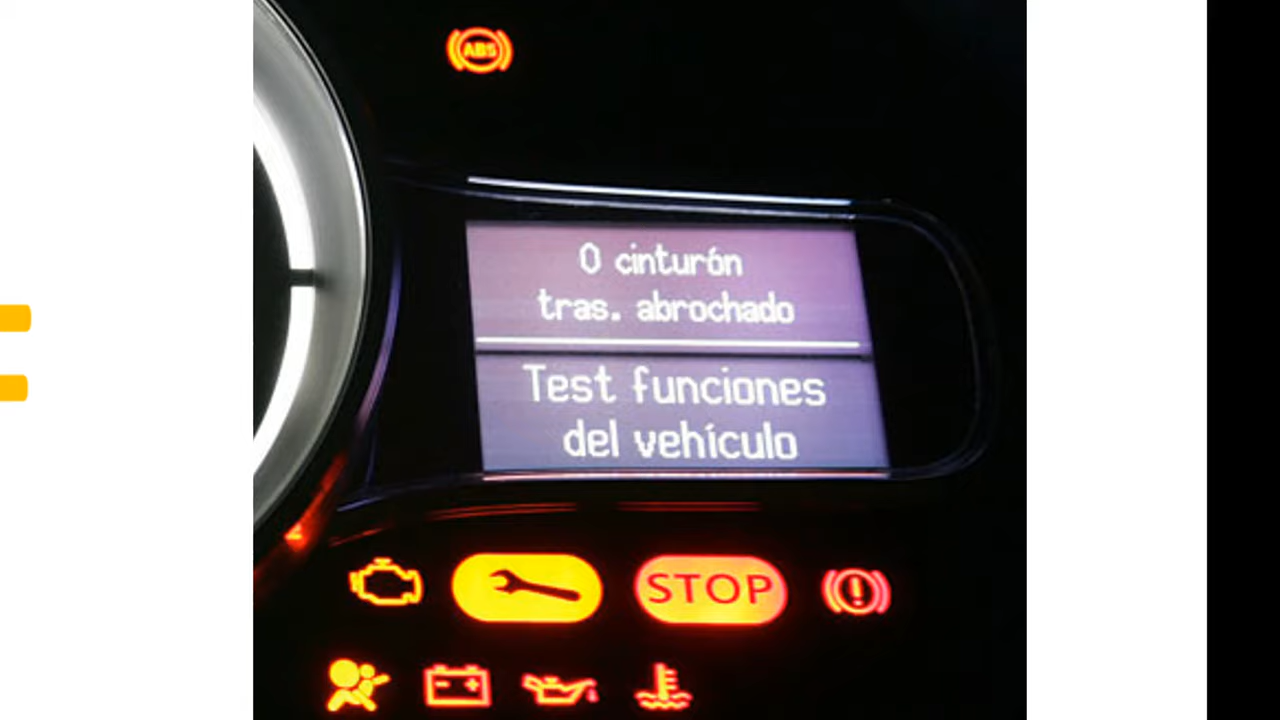 ABS
0 cinturón
tras. abrochado
Test funciones
del vehículo
STOP